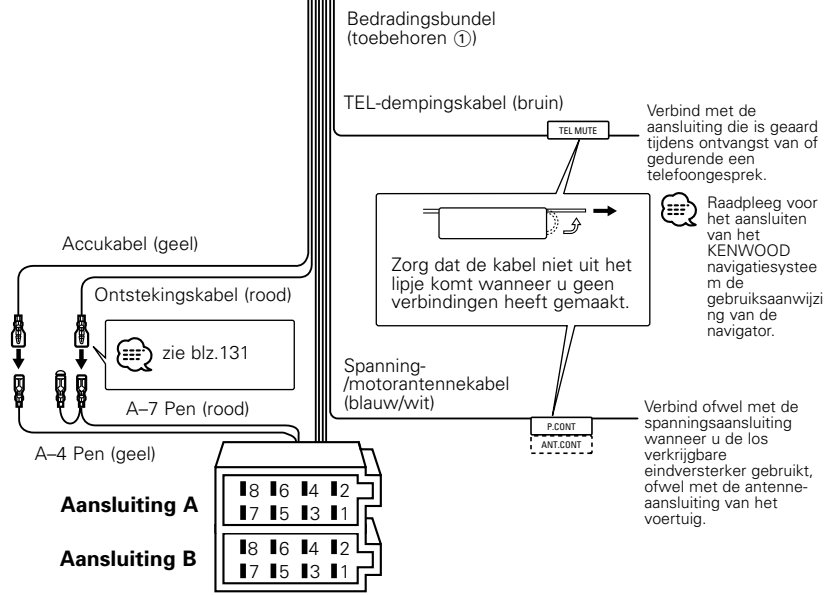 Bedradingsbundel
(toebehoren ①)
TEL-dempingskabel (bruin)
TEL MUTE
Verbind met de
aansluiting die is geaard
tijdens ontvangst van of
gedurende een
telefoongesprek.
Zorg dat de kabel niet uit het
lipje komt wanneer u geen
verbindingen heeft gemaakt.
Raadpleeg voor
het aansluiten
van het
KENWOOD
navigatiesystee
m de
gebruiksaanwijzi
ng van de
navigator.
Accukabel (geel)
Ontstekingskabel (rood)
zie blz.131
A–7 Pen (rood)
A–4 Pen (geel)
Spanning-
/motorantennekabel
(blauw/wit)
P.CONT
ANT.CONT
Verbind ofwel met de
spanningsaansluiting
wanneer u de los
verkrijgbare
eindversterker gebruikt,
ofwel met de antenne-
aansluiting van het
voertuig.
Aansluiting A
8 6 4 2
7 5 3 1
Aansluiting B
8 6 4 2
7 5 3 1